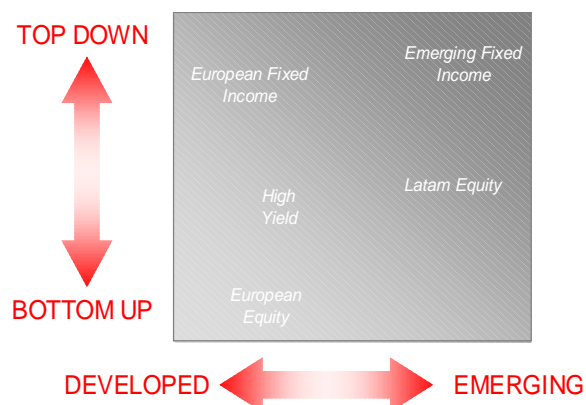 TOP DOWN
Emerging Fixed
Income
European Fixed
Income
Latam Equity
High
Yield
European
Equity
BOTTOM UP
DEVELOPED
EMERGING